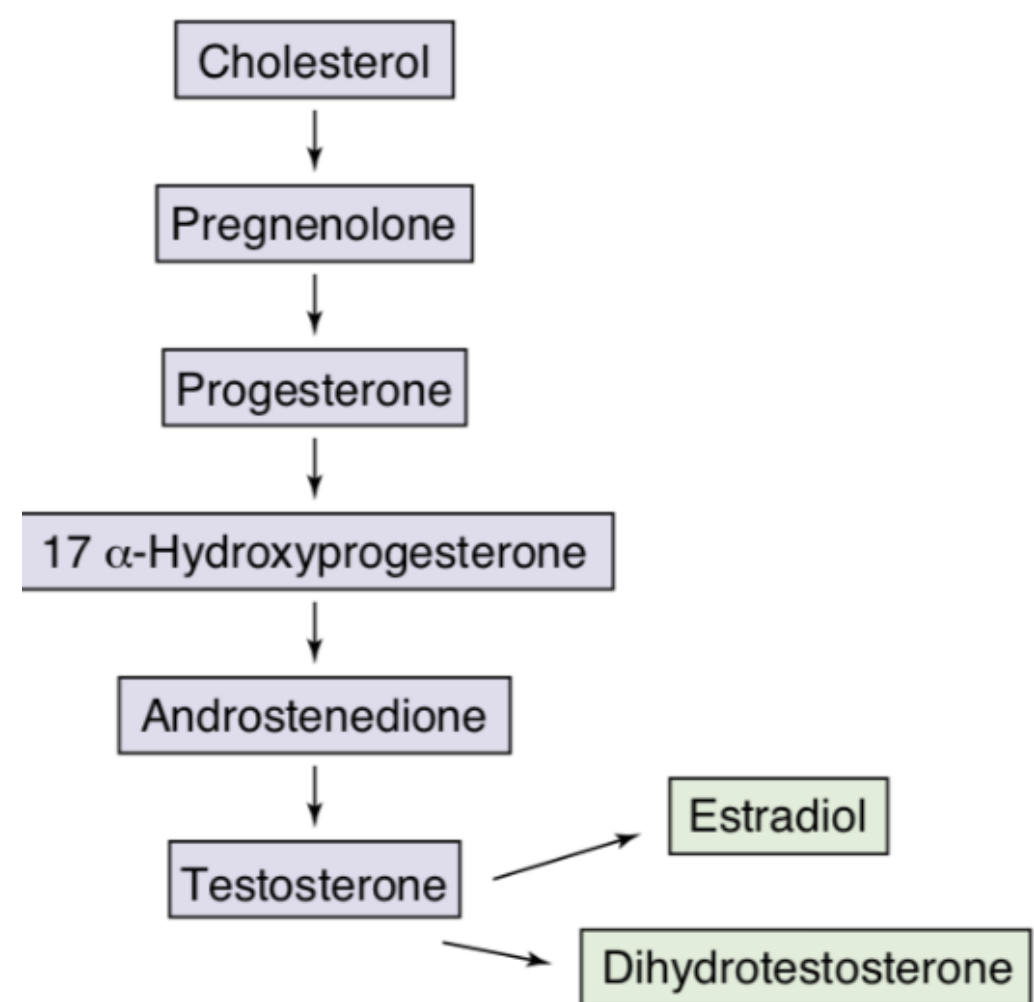 Cholesterol
Pregnenolone
Progesterone
17 α-Hydroxyprogesterone
Androstenedione
Testosterone
Estradiol
Dihydrotestosterone